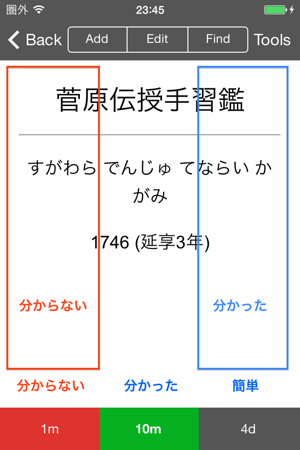 圏外 23:45
Back Add Edit Find Tools
菅原伝授手習鑑
すがわら でんじゅ てならい か
がみ
1746 (延享3年)
分からない 分かった
分からない 分かった 簡単
1m 10m 4d